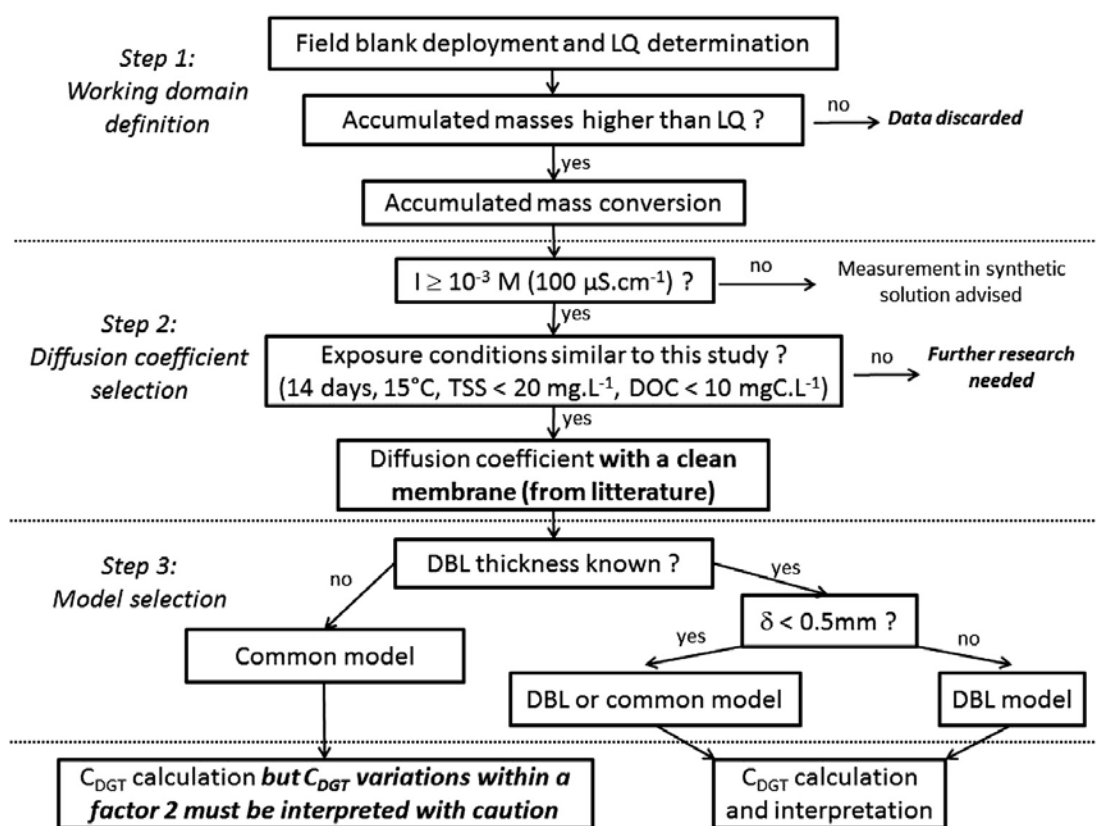 Step 1:
Working domain
definition
Field blank deployment and LQ determination
Accumulated masses higher than LQ ?
no
Data discarded
yes
Accumulated mass conversion
Step 2:
Diffusion coefficient
selection
I ≥ 10⁻³ M (100 µS.cm⁻¹) ?
no
Measurement in synthetic
solution advised
yes
Exposure conditions similar to this study ?
(14 days, 15°C, TSS < 20 mg.L⁻¹, DOC < 10 mgC.L⁻¹)
no
Further research
needed
yes
Diffusion coefficient with a clean
membrane (from litterature)
Step 3:
Model selection
DBL thickness known ?
no
yes
Common model
δ < 0.5mm ?
yes
no
DBL or common model
DBL model
C_DGT calculation but C_DGT variations within a
factor 2 must be interpreted with caution
C_DGT calculation
and interpretation